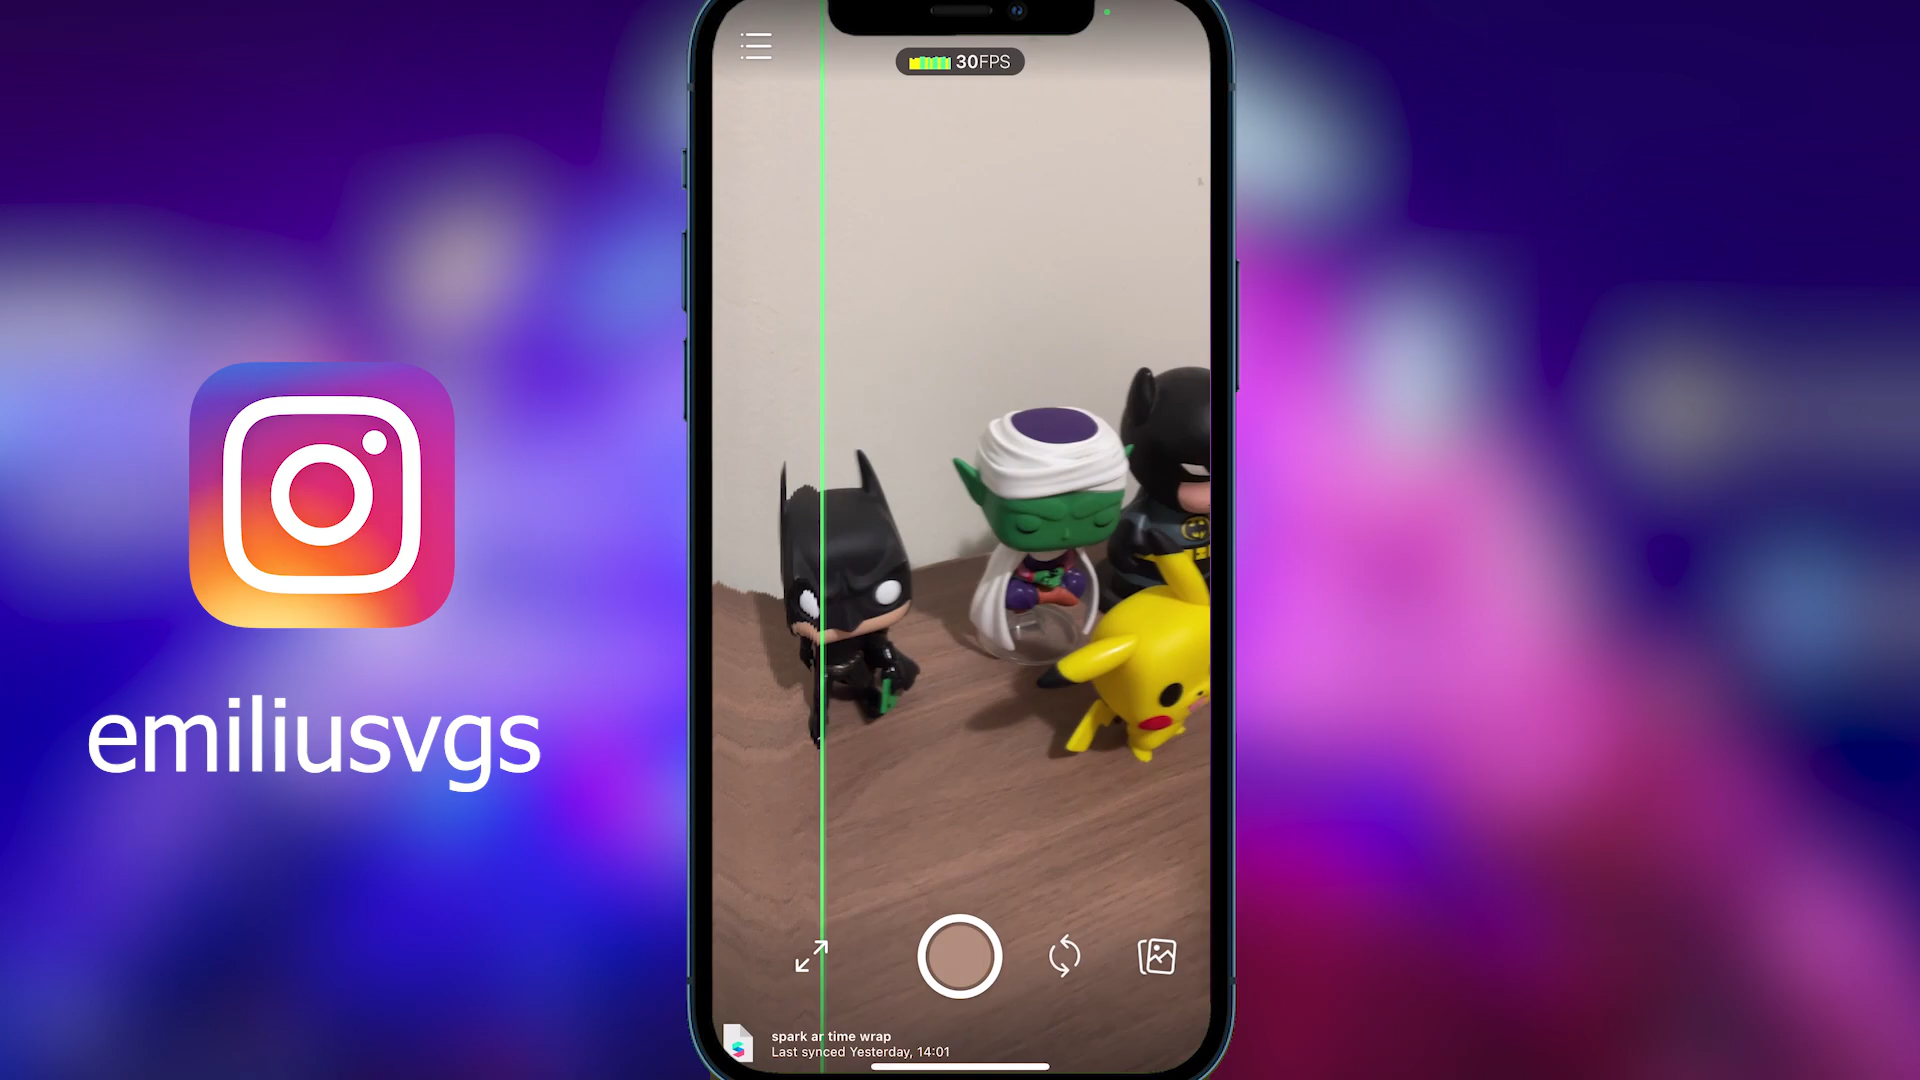 30FPS
emiliusvgs
spark ar time wrap
Last synced Yesterday, 14:01